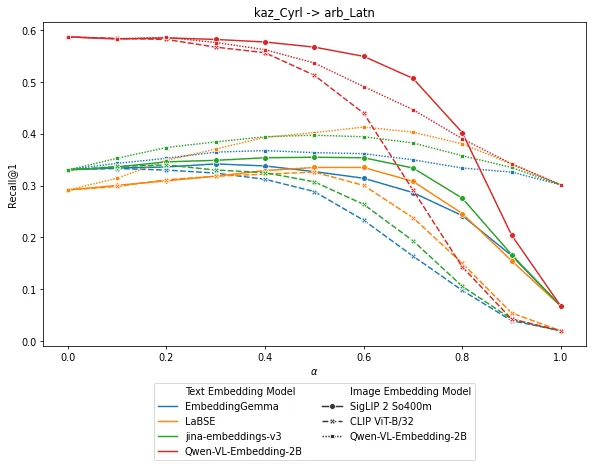 kaz_Cyrl -> arb_Latn
Recall@1
0.6
0.5
0.4
0.3
0.2
0.1
0.0
0.0 0.2 0.4 0.6 0.8 1.0
α
Text Embedding Model Image Embedding Model
EmbeddingGemma SigLIP 2 So400m
LaBSE CLIP ViT-B/32
jina-embeddings-v3 Qwen-VL-Embedding-2B
Qwen-VL-Embedding-2B